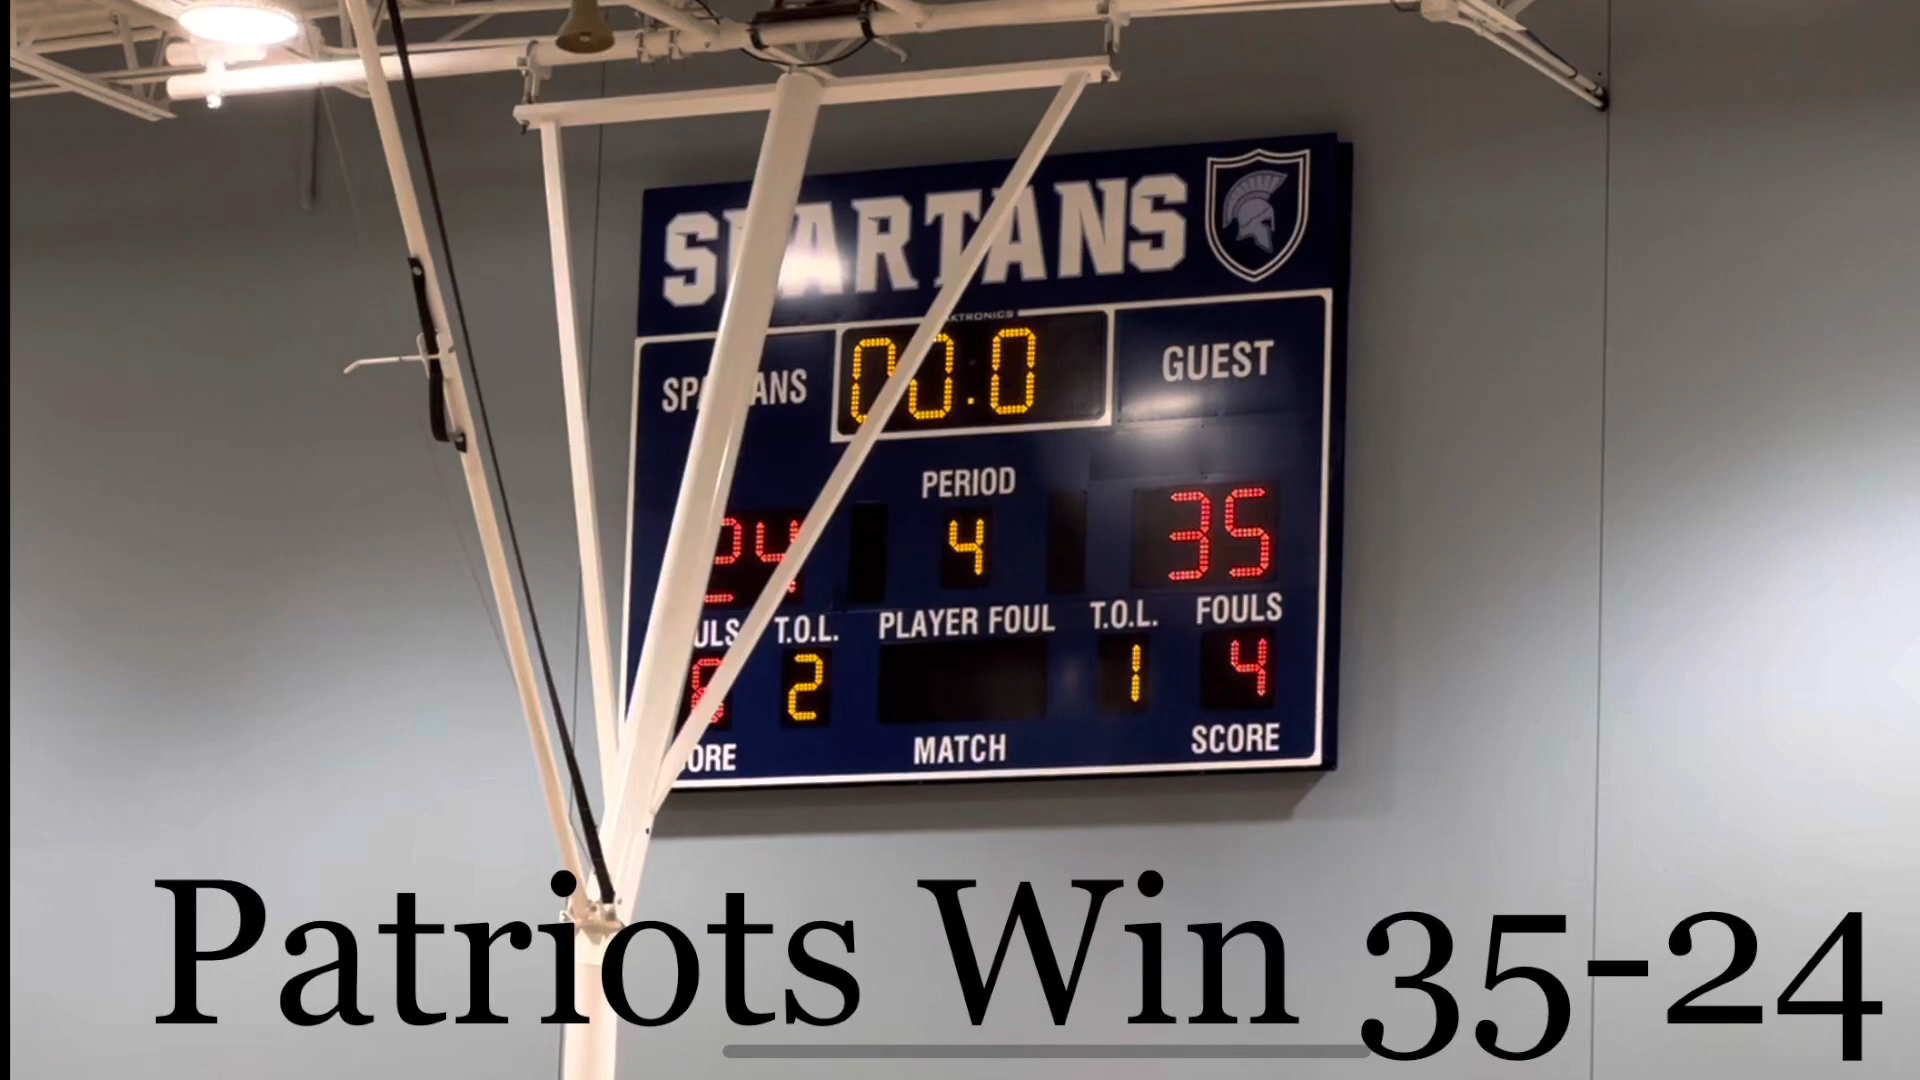 SPARTANS
SPARTANS 00.0 GUEST
PERIOD
24 4 35
T.O.L. PLAYER FOUL T.O.L. FOULS
2 1 4
MATCH SCORE
Patriots Win 35-24